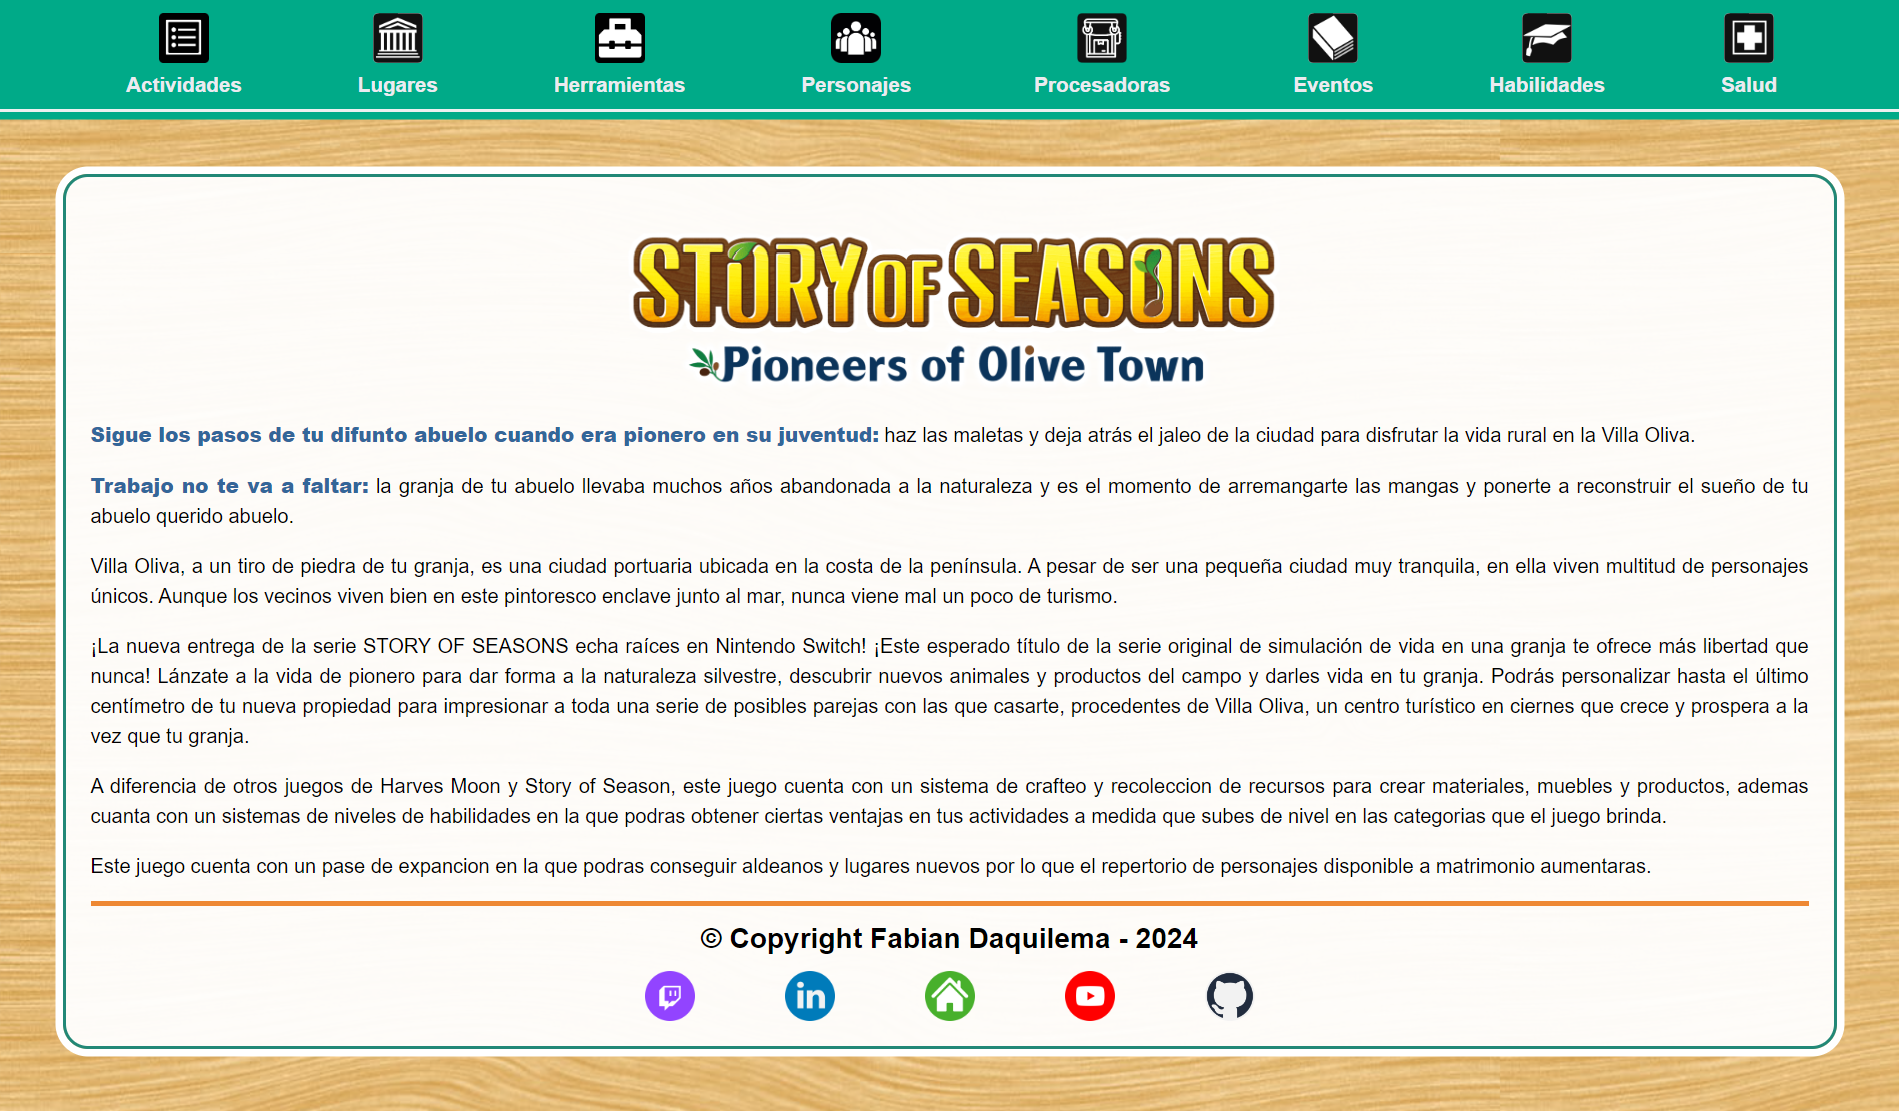 Actividades
Lugares
Herramientas
Personajes
Procesadoras
Eventos
Habilidades
Salud
STORY OF SEASONS
Pioneers of Olive Town
Sigue los pasos de tu difunto abuelo cuando era pionero en su juventud: haz las maletas y deja atrás el jaleo de la ciudad para disfrutar la vida rural en la Villa Oliva.
Trabajo no te va a faltar: la granja de tu abuelo llevaba muchos años abandonada a la naturaleza y es el momento de arremangarte las mangas y ponerte a reconstruir el sueño de tu
abuelo querido abuelo.
Villa Oliva, a un tiro de piedra de tu granja, es una ciudad portuaria ubicada en la costa de la península. A pesar de ser una pequeña ciudad muy tranquila, en ella viven multitud de personajes
únicos. Aunque los vecinos viven bien en este pintoresco enclave junto al mar, nunca viene mal un poco de turismo.
¡La nueva entrega de la serie STORY OF SEASONS echa raíces en Nintendo Switch! ¡Este esperado título de la serie original de simulación de vida en una granja te ofrece más libertad que
nunca! Lánzate a la vida de pionero para dar forma a la naturaleza silvestre, descubrir nuevos animales y productos del campo y darles vida en tu granja. Podrás personalizar hasta el último
centímetro de tu nueva propiedad para impresionar a toda una serie de posibles parejas con las que casarte, procedentes de Villa Oliva, un centro turístico en ciernes que crece y prospera a la
vez que tu granja.
A diferencia de otros juegos de Harves Moon y Story of Season, este juego cuenta con un sistema de crafteo y recoleccion de recursos para crear materiales, muebles y productos, ademas
cuanta con un sistemas de niveles de habilidades en la que podras obtener ciertas ventajas en tus actividades a medida que subes de nivel en las categorias que el juego brinda.
Este juego cuenta con un pase de expancion en la que podras conseguir aldeanos y lugares nuevos por lo que el repertorio de personajes disponible a matrimonio aumentaras.
© Copyright Fabian Daquilema - 2024
in